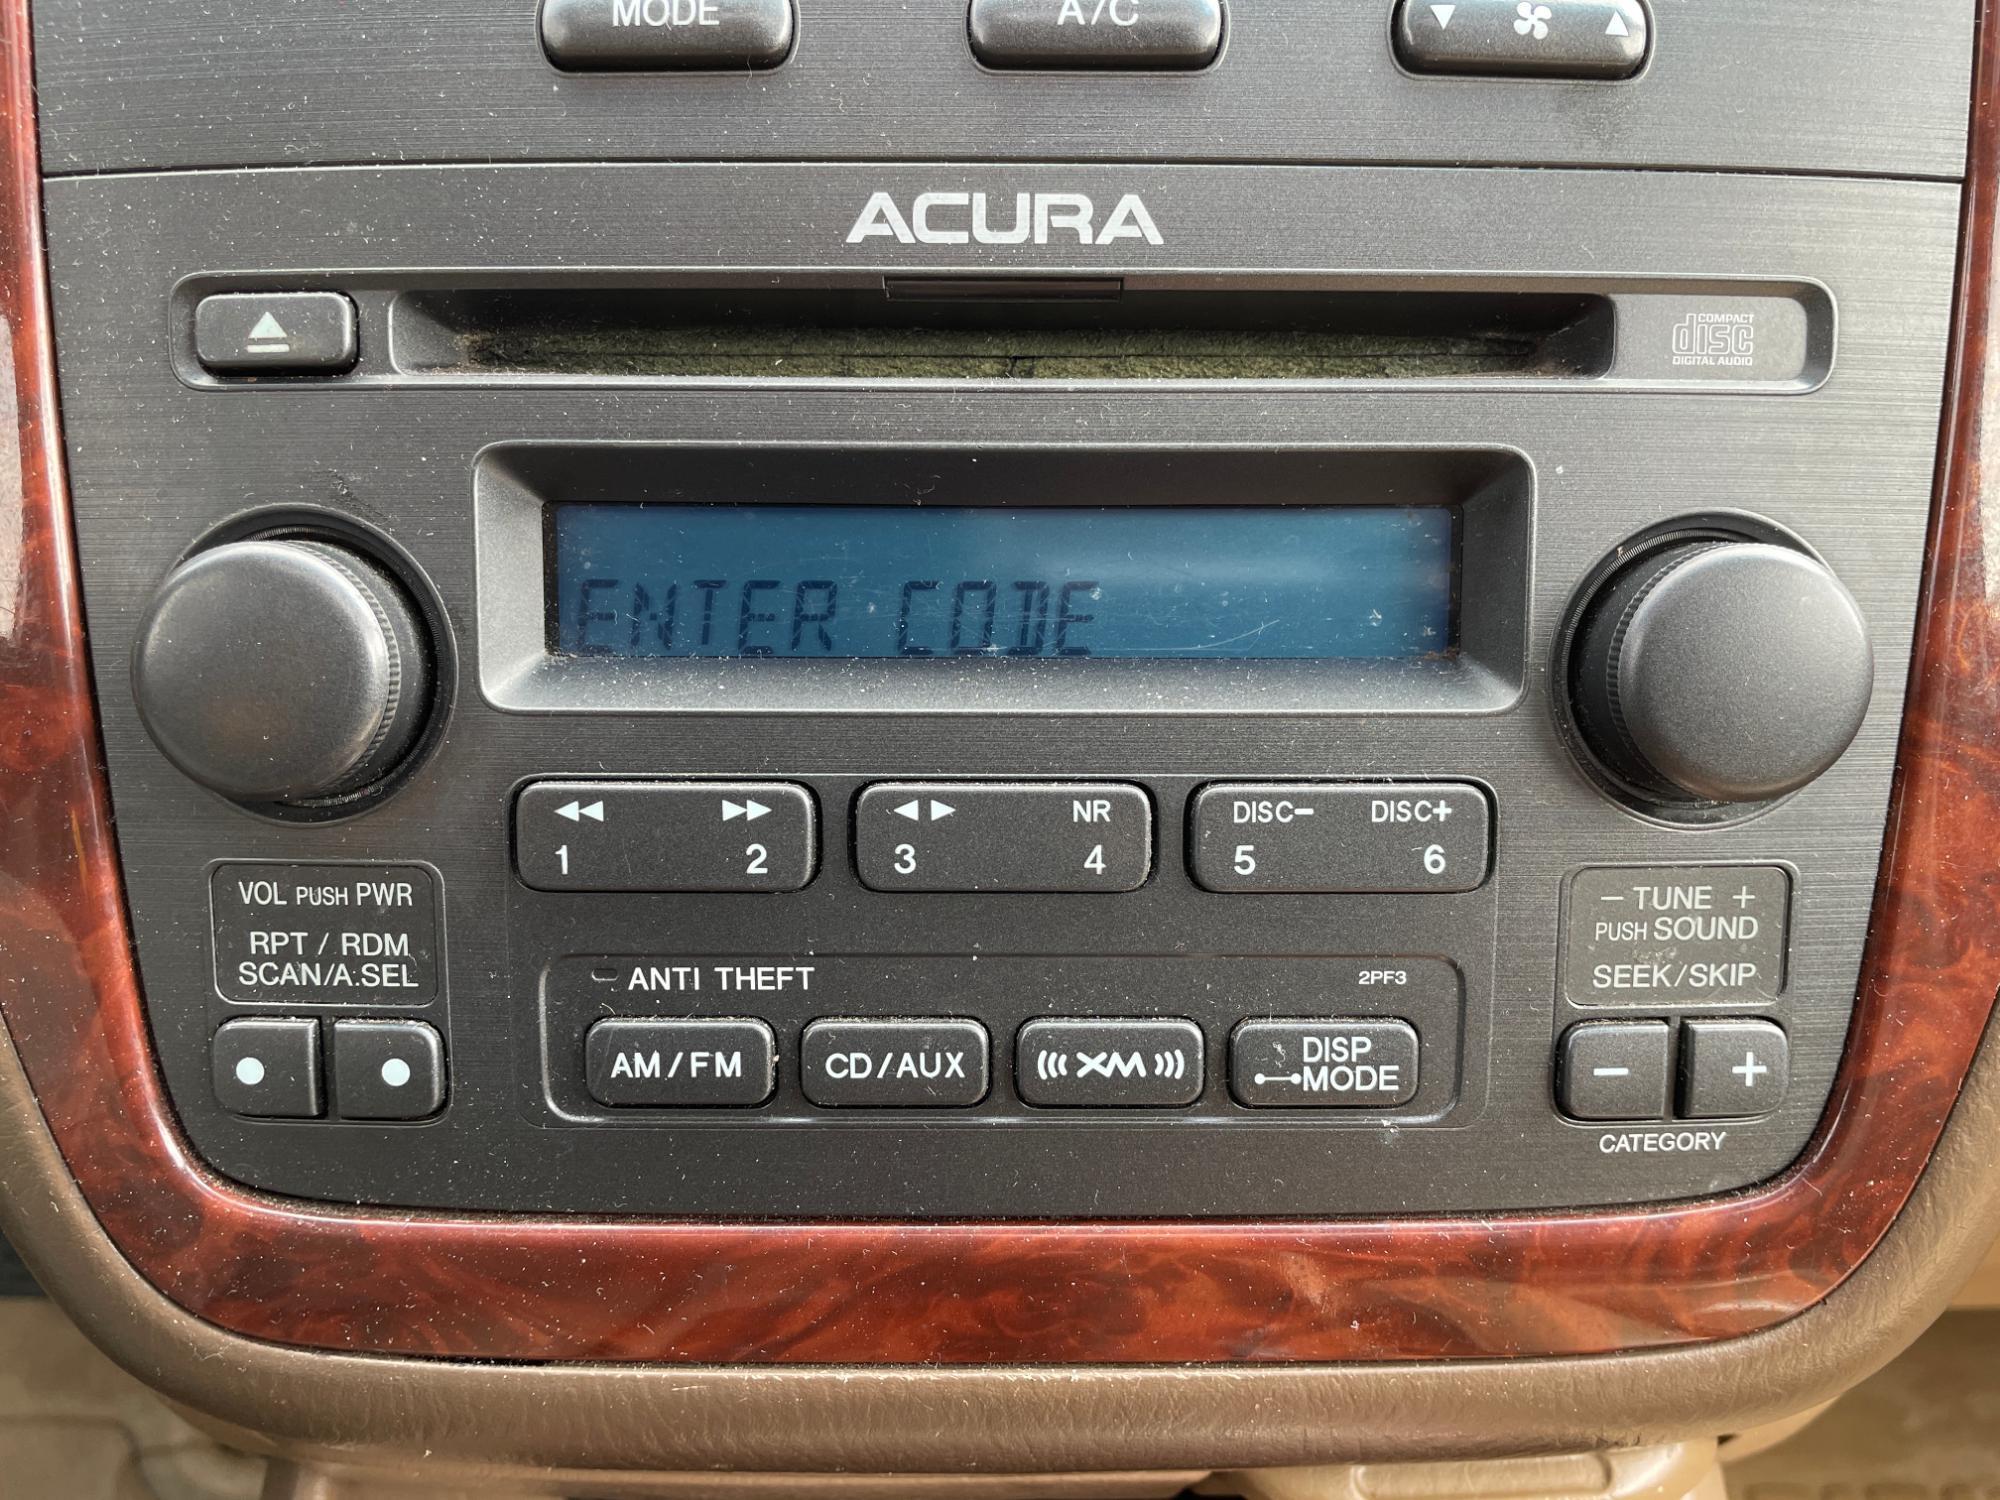 MODE
A/C
ACURA
COMPACT
disc
DIGITAL AUDIO
ENTER CODE
DISC- DISC+
NR
1 2 3 4 5 6
VOL PUSH PWR
RPT / RDM
SCAN/A.SEL
- TUNE +
PUSH SOUND
SEEK/SKIP
ANTI THEFT
2PF3
AM/FM
CD/AUX
XM
DISP
MODE
- +
CATEGORY